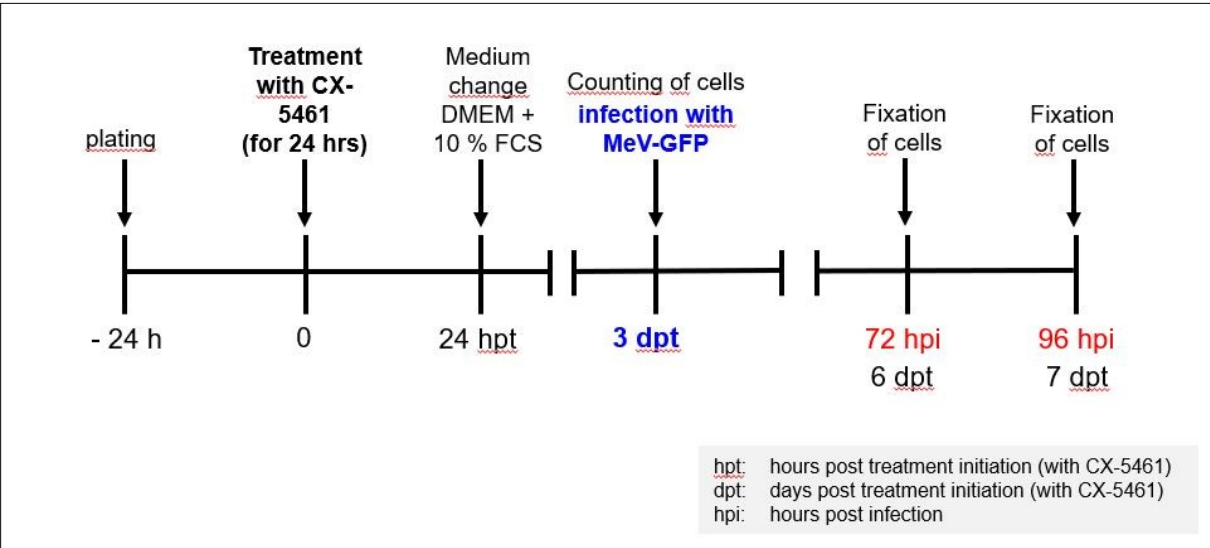 plating
Treatment
with CX-
5461
(for 24 hrs)
Medium
change
DMEM +
10 % FCS
Counting of cells
infection with
MeV-GFP
Fixation
of cells
Fixation
of cells
- 24 h
0
24 hpt
3 dpt
72 hpi
6 dpt
96 hpi
7 dpt
hpt: hours post treatment initiation (with CX-5461)
dpt: days post treatment initiation (with CX-5461)
hpi: hours post infection